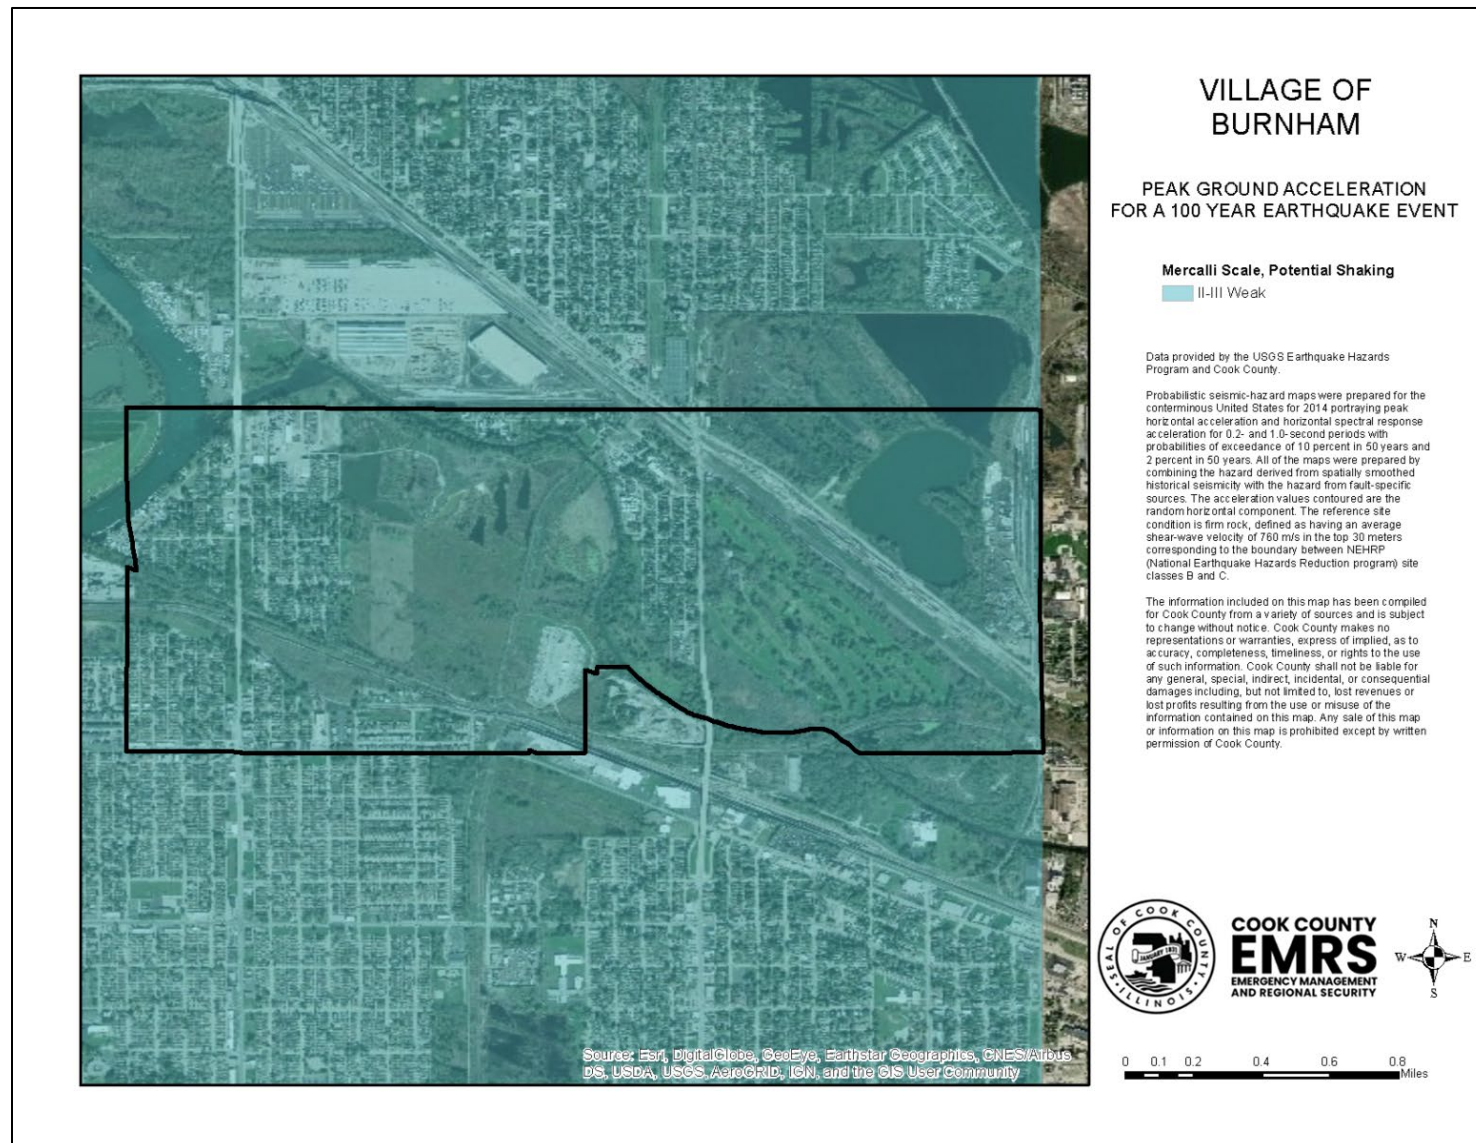 VILLAGE OF
BURNHAM
PEAK GROUND ACCELERATION
FOR A 100 YEAR EARTHQUAKE EVENT
Mercalli Scale, Potential Shaking
II-III Weak
Data provided by the USGS Earthquake Hazards
Program and Cook County.
Probabilistic seismic-hazard maps were prepared for the
conterminous United States for 2014 portraying peak
horizontal acceleration and horizontal spectral response
acceleration for 0.2- and 1.0-second periods with
probabilities of exceedance of 10 percent in 50 years and
2 percent in 50 years. All of the maps were prepared by
combining the hazard derived from spatially smoothed
historical seismicity with the hazard from fault-specific
sources. The acceleration values contoured are the
random horizontal component. The reference site
condition is firm rock, defined as having an average
shear-wave velocity of 760 m/s in the top 30 meters
corresponding to the boundary between NEHRP
(National Earthquake Hazards Reduction program) site
classes B and C.
The information included on this map has been compiled
for Cook County from a variety of sources and is subject
to change without notice. Cook County makes no
representations or warranties, express of implied, as to
accuracy, completeness, timeliness, or rights to the use
of such information. Cook County shall not be liable for
any general, special, indirect, incidental, or consequential
damages including, but not limited to, lost revenues or
lost profits resulting from the use or misuse of the
information contained on this map. Any sale of this map
or information on this map is prohibited except by written
permission of Cook County.
SEAL OF COOK COUNTY
JANUARY 1831
ILLINOIS
COOK COUNTY
EMRS
EMERGENCY MANAGEMENT
AND REGIONAL SECURITY
N
W E
S
0 0.1 0.2 0.4 0.6 0.8
Miles
Source: Esri, DigitalGlobe, GeoEye, Earthstar Geographics, CNES/Airbus
DS, USDA, USGS, AeroGRID, IGN, and the GIS User Community